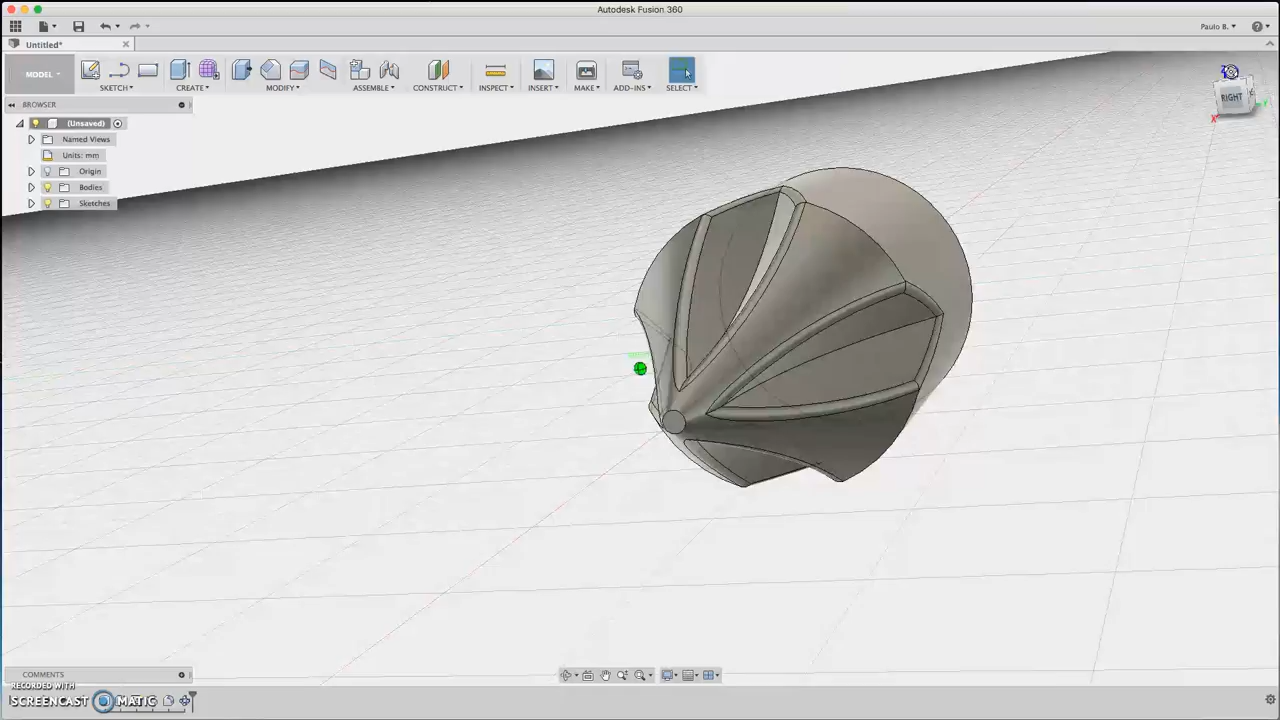 Autodesk Fusion 360
Paulo B.
Untitled*
MODEL
SKETCH
CREATE
MODIFY
ASSEMBLE
CONSTRUCT
INSPECT
INSERT
MAKE
ADD-INS
SELECT
BROWSER
(Unsaved)
Named Views
Units: mm
Origin
Bodies
Sketches
Z
RIGHT
X
Y
COMMENTS
RECORDED WITH
SCREENCAST MATIC